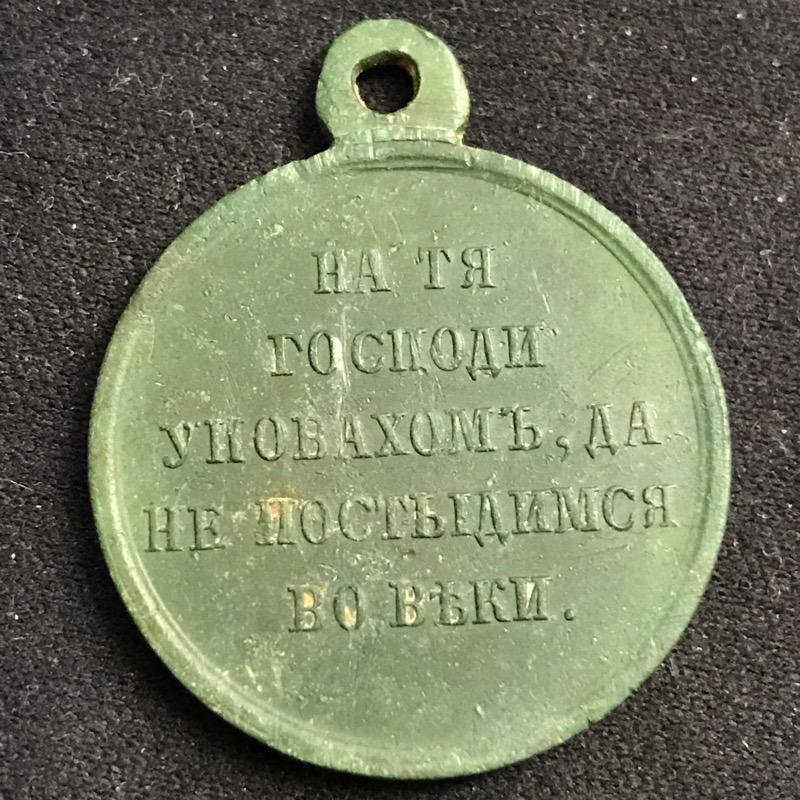 НА ТЯ
ГОСПОДИ
УПОВАХОМЪ, ДА
НЕ ПОСТЫДИМСЯ
ВО ВѢКИ.